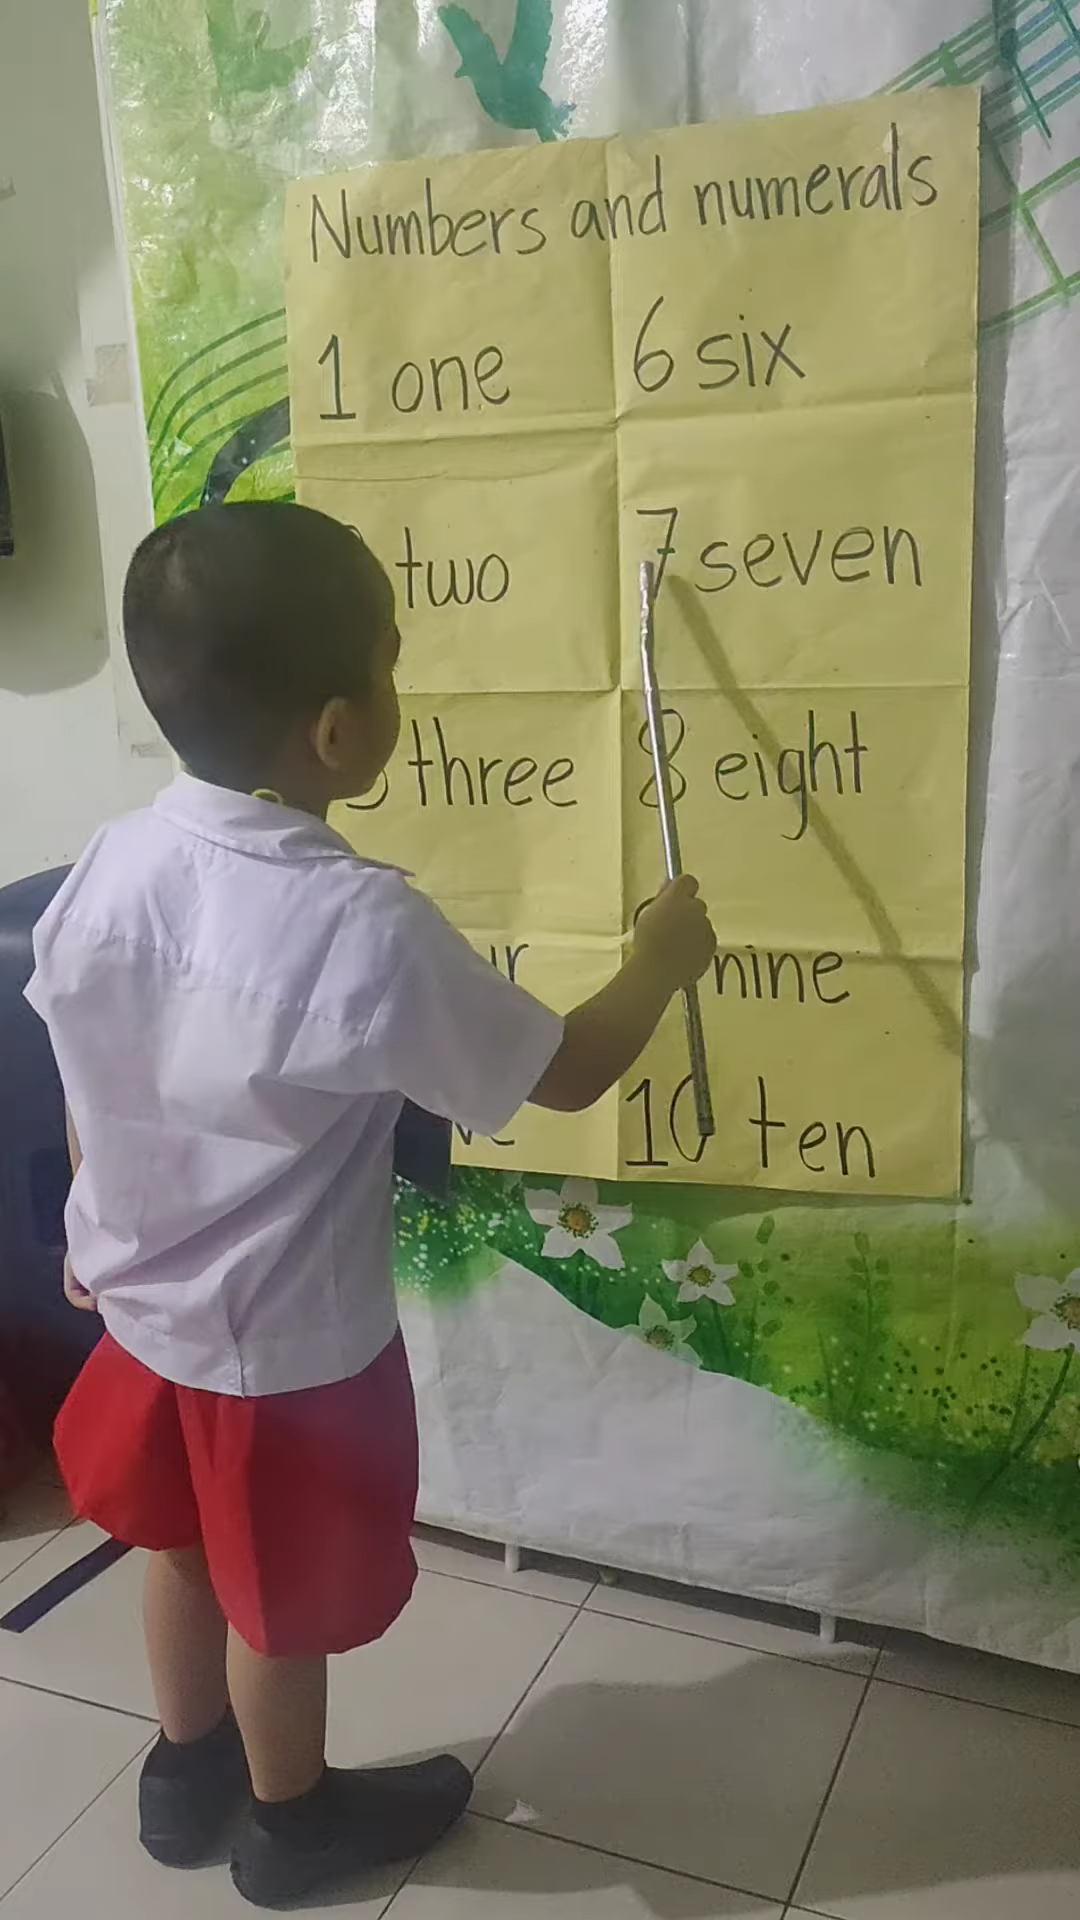 Numbers and numerals
1 one
two
three
6 six
7 seven
8 eight
nine
10 ten